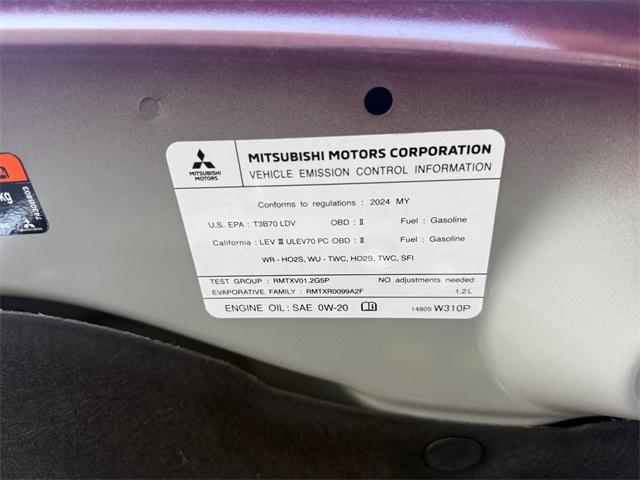 MITSUBISHI
MOTORS
MITSUBISHI MOTORS CORPORATION
VEHICLE EMISSION CONTROL INFORMATION
Conforms to regulations : 2024 MY
U.S. EPA : T3B70 LDV OBD : II Fuel : Gasoline
California : LEV III ULEV70 PC OBD : II Fuel : Gasoline
WR - HO2S, WU - TWC, HO2S, TWC, SFI
TEST GROUP : RMTXV01.2G5P NO adjustments needed
EVAPORATIVE FAMILY : RMTXR0099A2F 1.2 L
ENGINE OIL : SAE 0W-20
14805 W310P